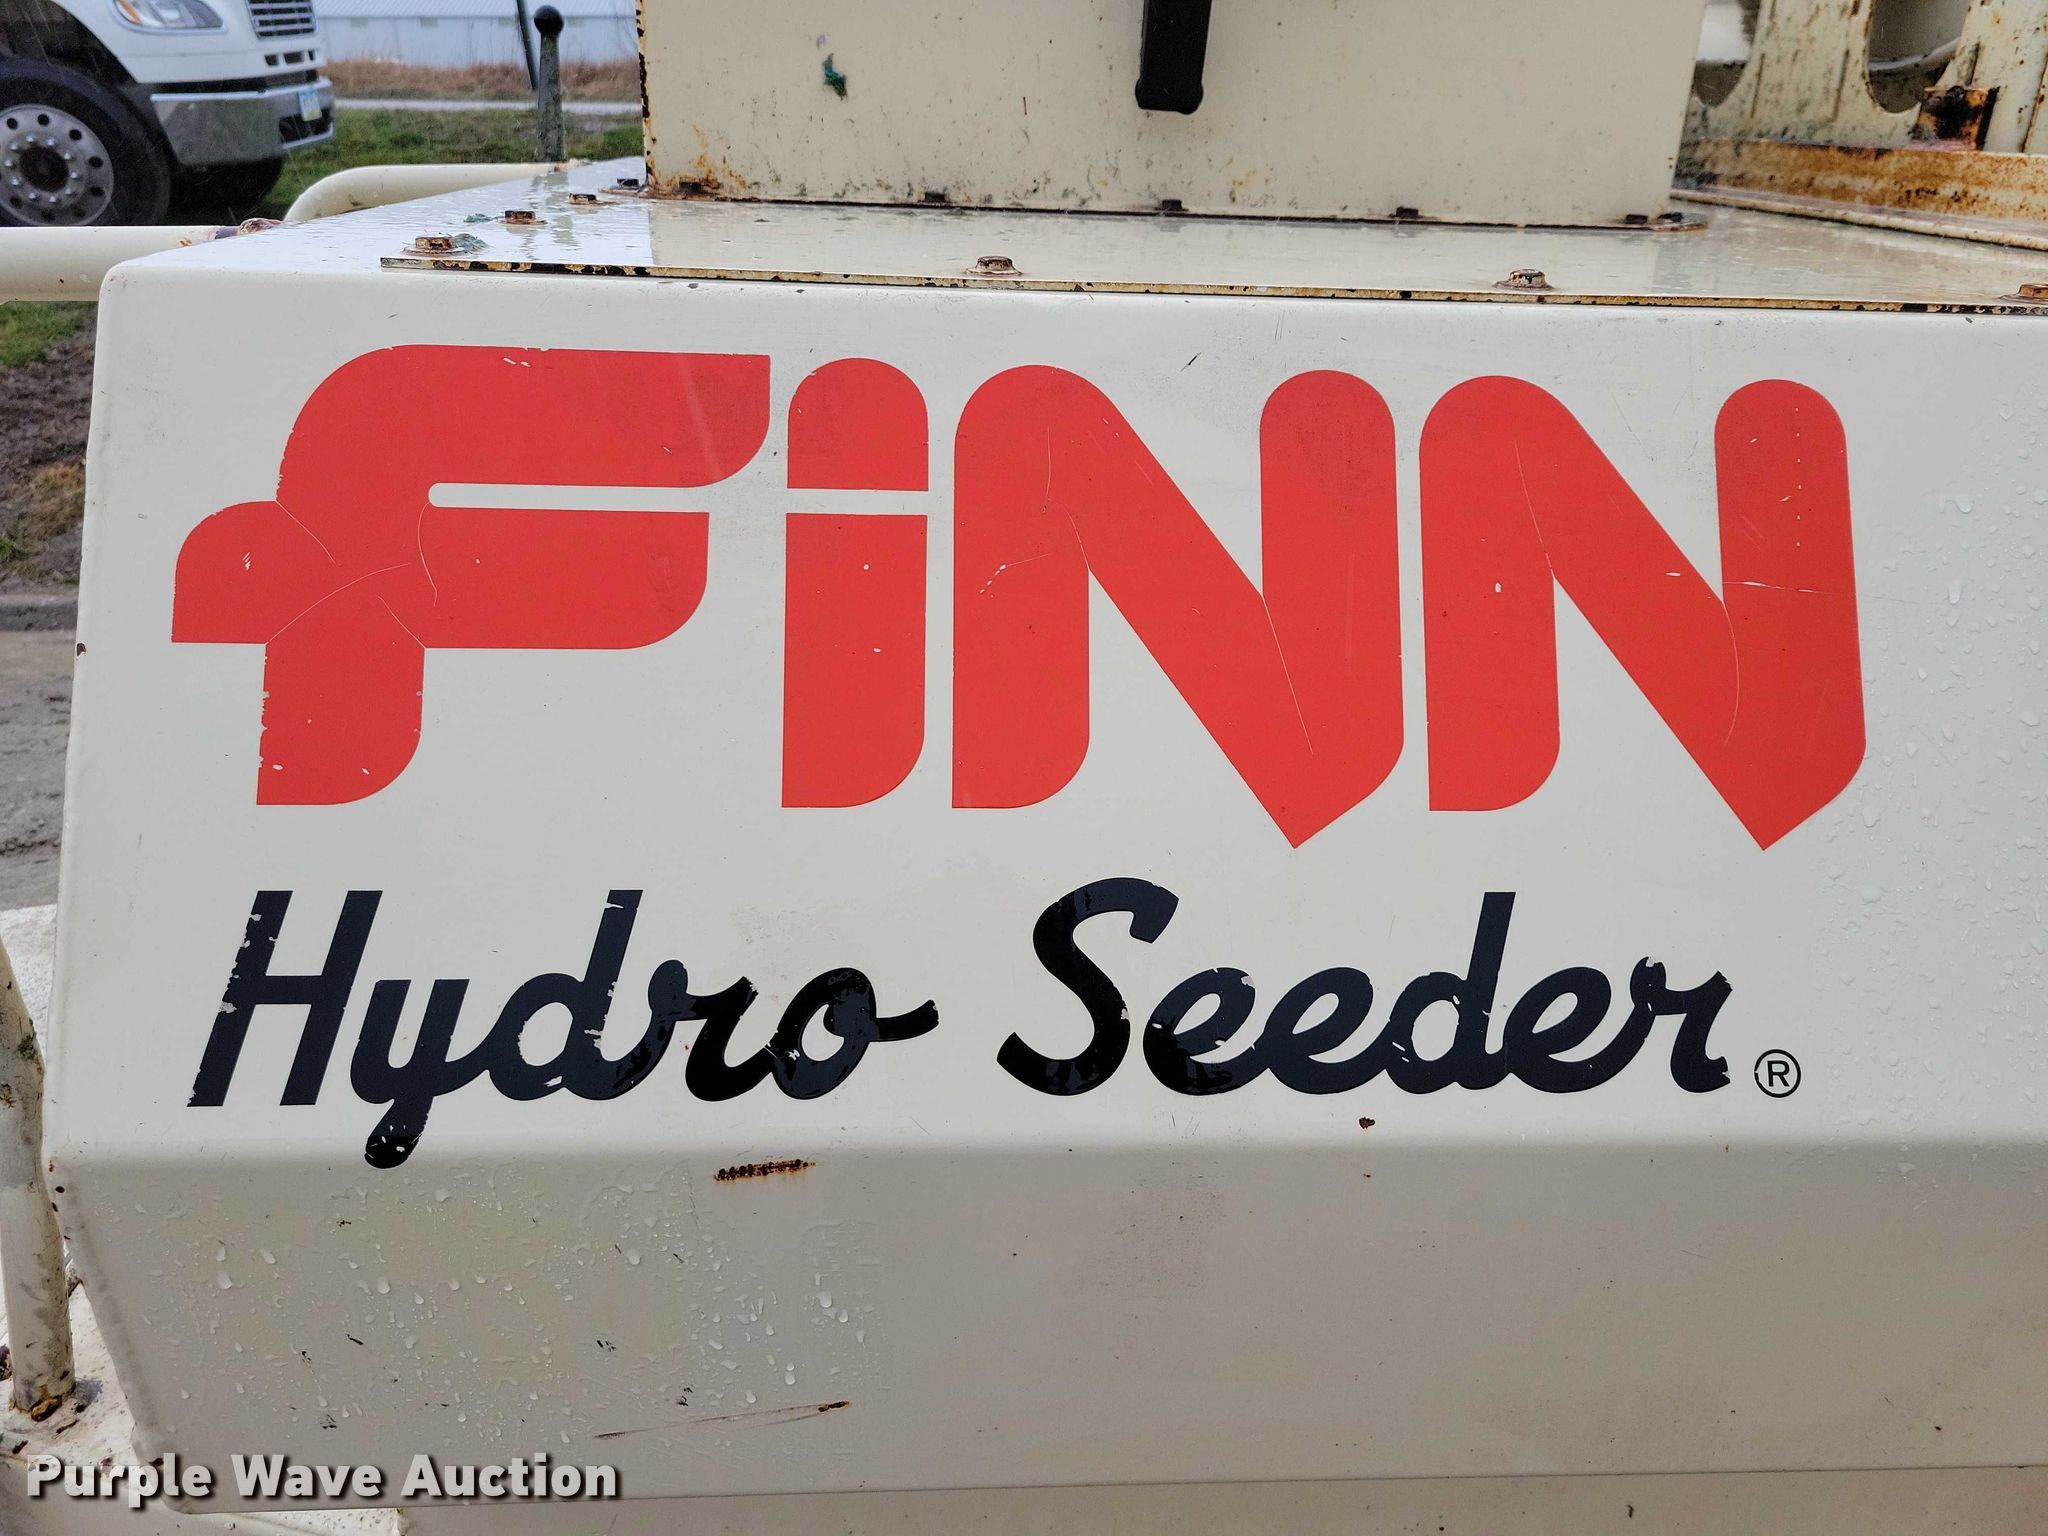 FiNN
Hydro Seeder®
Purple Wave Auction